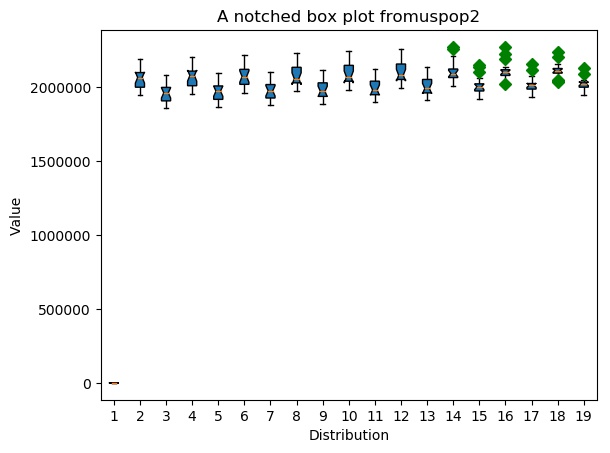 A notched box plot fromuspop2
Value
2000000
1500000
1000000
500000
0
1 2 3 4 5 6 7 8 9 10 11 12 13 14 15 16 17 18 19
Distribution